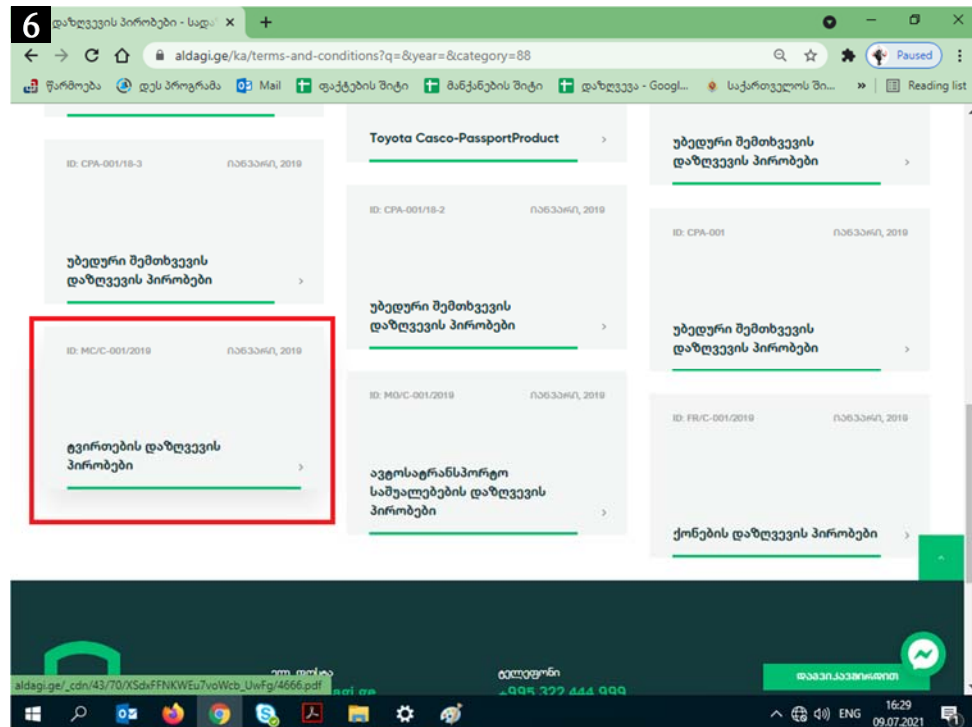 6
დაზღვევის პირობები - სადა
aldagi.ge/ka/terms-and-conditions?q=&year=&category=88
Paused
წარმოება
დეს პროგრამა
Mail
ფაქტების შიტი
მანქანების შიტი
დაზღვევა - Googl...
საქართველოს ში...
»
Reading list
ID: CPA-001/18-3
ᲘᲐᲜᲕᲐᲠᲘ, 2019
უბედური შემთხვევის
დაზღვევის პირობები
ID: MC/C-001/2019
ᲘᲐᲜᲕᲐᲠᲘ, 2019
ტვირთების დაზღვევის
პირობები
Toyota Casco-PassportProduct
ID: CPA-001/18-2
ᲘᲐᲜᲕᲐᲠᲘ, 2019
უბედური შემთხვევის
დაზღვევის პირობები
ID: MO/C-001/2019
ᲘᲐᲜᲕᲐᲠᲘ, 2019
ავტოსატრანსპორტო
საშუალებების დაზღვევის
პირობები
უბედური შემთხვევის
დაზღვევის პირობები
ID: CPA-001
ᲘᲐᲜᲕᲐᲠᲘ, 2019
უბედური შემთხვევის
დაზღვევის პირობები
ID: FR/C-001/2019
ᲘᲐᲜᲕᲐᲠᲘ, 2019
ქონების დაზღვევის პირობები
ელ. ფოსტა
ტელეფონი
+995 322 444 999
ᲓᲐᲒᲕᲘᲙᲐᲕᲨᲘᲠᲓᲘᲗ
aldagi.ge/_cdn/43/70/XSdxFFNKWEu7voWcb_UwFg/4666.pdf
ENG
16:29
09.07.2021